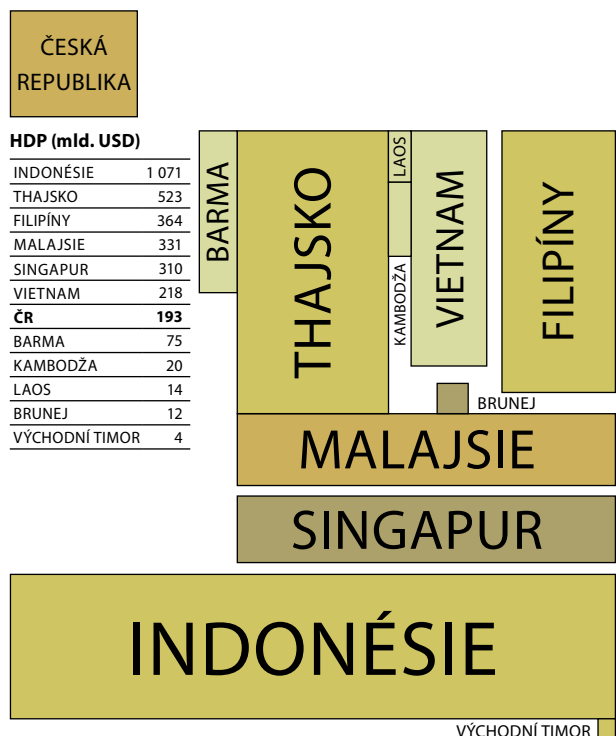 ČESKÁ
REPUBLIKA
HDP (mld. USD)
INDONÉSIE 1 071
THAJSKO 523
FILIPÍNY 364
MALAJSIE 331
SINGAPUR 310
VIETNAM 218
ČR 193
BARMA 75
KAMBODŽA 20
LAOS 14
BRUNEJ 12
VÝCHODNÍ TIMOR 4
BARMA
THAJSKO
LAOS
KAMBODŽA
VIETNAM
FILIPÍNY
BRUNEJ
MALAJSIE
SINGAPUR
INDONÉSIE
VÝCHODNÍ TIMOR